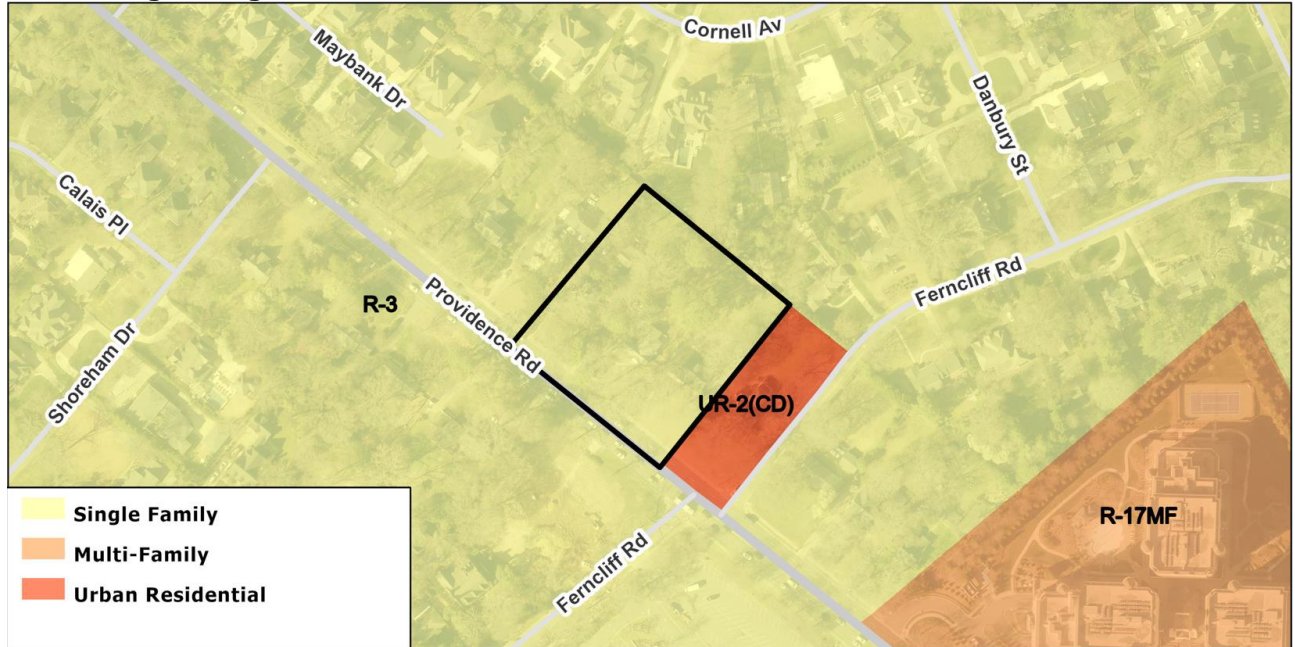 Cornell Av
Maybank Dr
Danbury St
Calais Pl
Ferncliff Rd
R-3
Providence Rd
Shoreham Dr
UR-2(CD)
R-17MF
Ferncliff Rd
Single Family
Multi-Family
Urban Residential